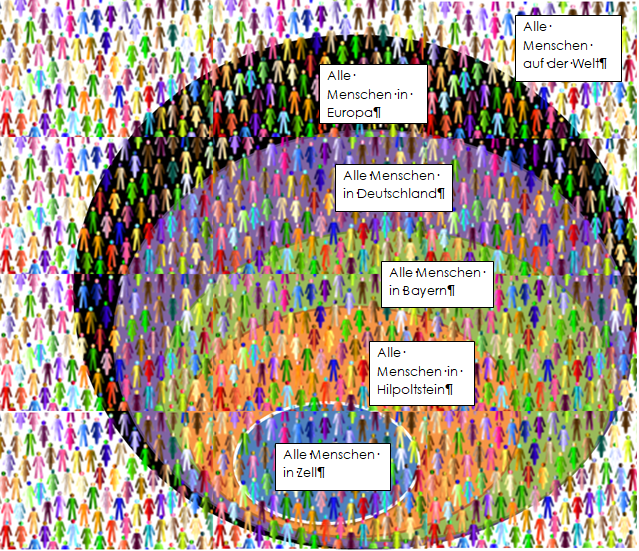 Alle·
Menschen·
auf·der·Welt¶
Alle·
Menschen·in·
Europa¶
Alle·Menschen·
in·Deutschland¶
Alle·Menschen·
in·Bayern¶
Alle·
Menschen·in·
Hilpoltstein¶
Alle·Menschen·
in·Zell¶